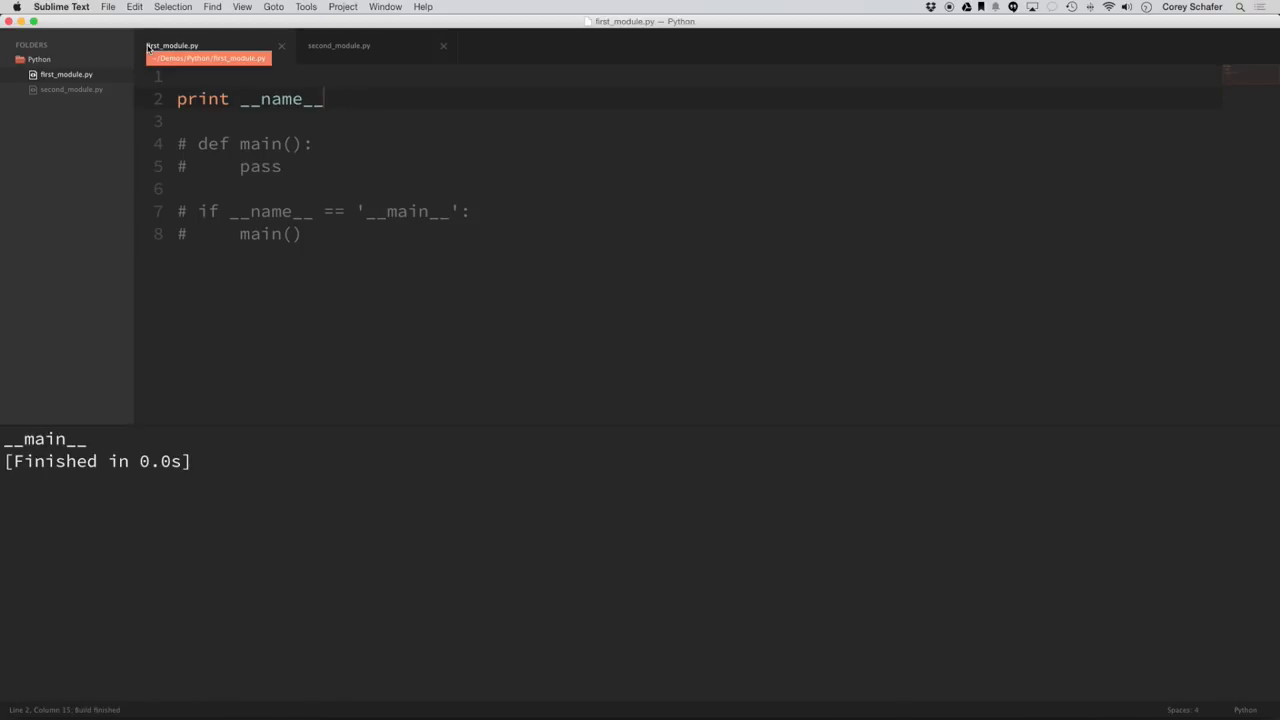 Sublime Text File Edit Selection Find View Goto Tools Project Window Help Corey Schafer
first_module.py — Python
FOLDERS
Python
first_module.py
second_module.py
first_module.py second_module.py
~/Demos/Python/first_module.py
1
2 print __name__
3
4 # def main():
5 #     pass
6
7 # if __name__ == '__main__':
8 #     main()
__main__
[Finished in 0.0s]
Line 2, Column 15; Build finished Spaces: 4 Python